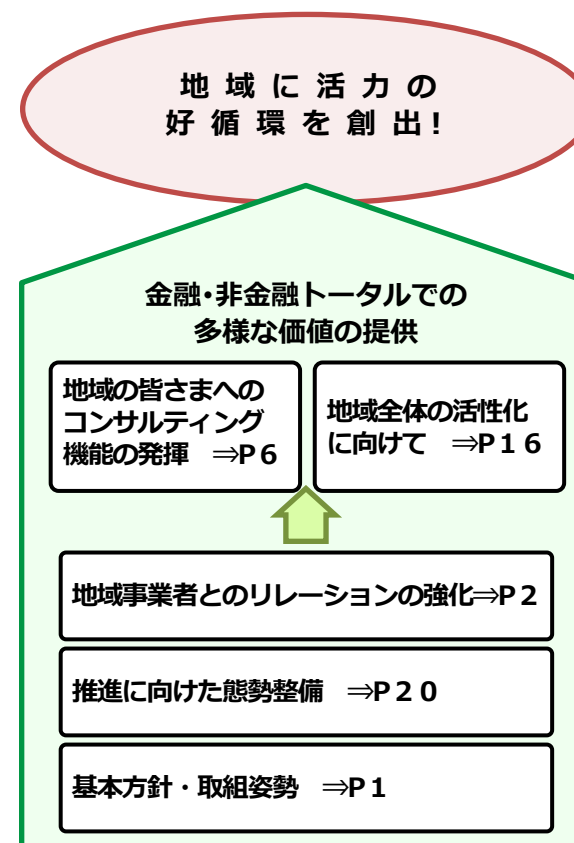 地域に活力の
好循環を創出！
金融･非金融トータルでの
多様な価値の提供
地域の皆さまへの
コンサルティング
機能の発揮　⇒P６
地域全体の活性化
に向けて　⇒P１６
地域事業者とのリレーションの強化⇒P２
推進に向けた態勢整備　⇒P２０
基本方針・取組姿勢　⇒P１